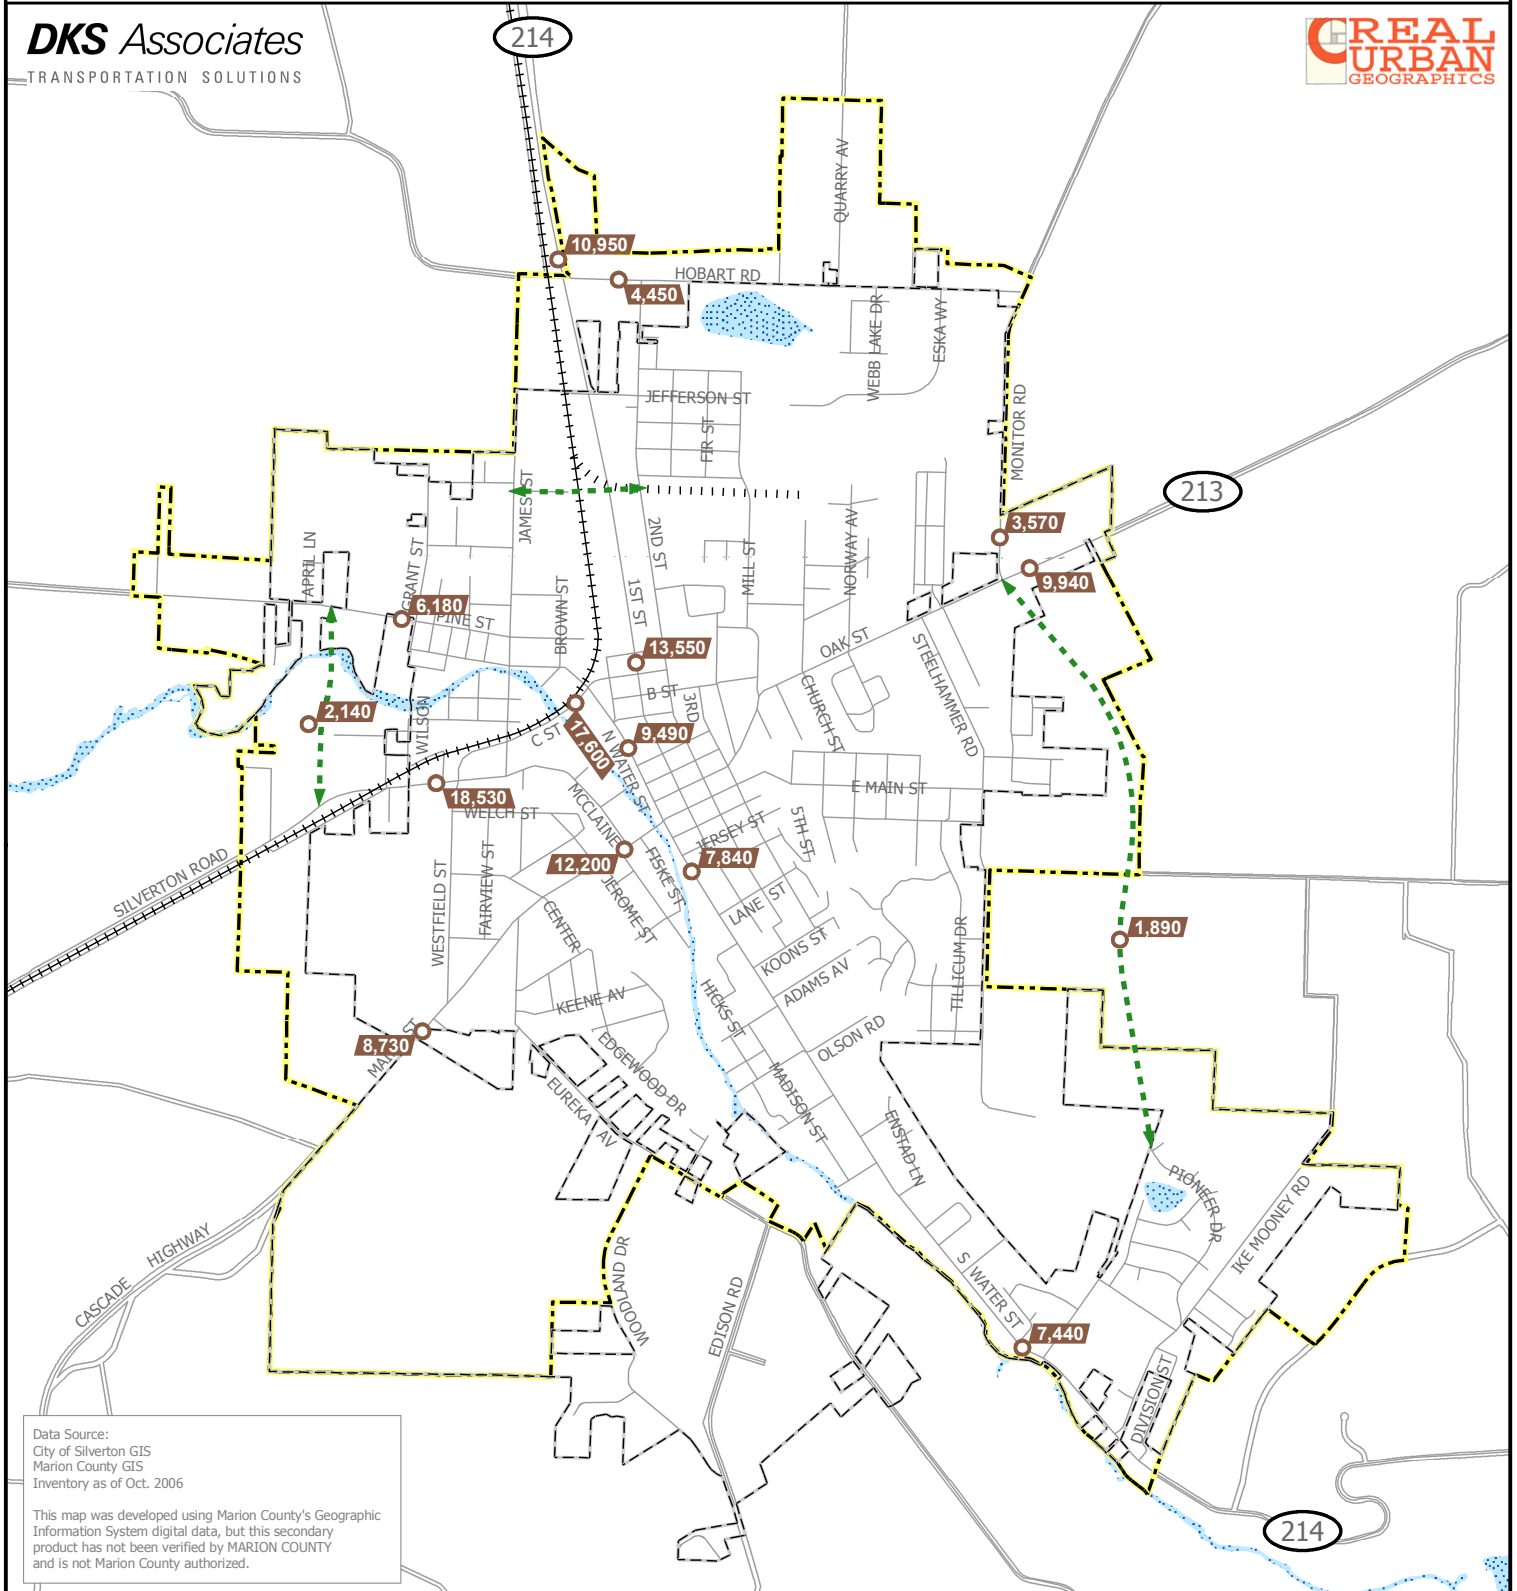 DKS Associates
TRANSPORTATION SOLUTIONS
214
CREAL
URBAN
GEOGRAPHICS
QUARRY AV
10,950
HOBART RD
4,450
WEBB LAKE DR
ESKA WY
JEFFERSON ST
FIR ST
MONITOR RD
213
JAMES ST
2ND ST
MILL ST
NORWAY AV
3,570
9,940
APRIL LN
GRANT ST
6,180
PINE ST
BROWN ST
1ST ST
13,550
OAK ST
STEELHAMMER RD
B ST
3RD
CHURCH ST
2,140
WILSON
C ST
17,600
N WATER ST
9,490
18,530
WELCH ST
MCCLAINE
E MAIN ST
JERSEY ST
5TH ST
12,200
FISKE ST
7,840
SILVERTON ROAD
WESTFIELD ST
FAIRVIEW ST
CENTER
JEROME ST
LANE ST
1,890
KOONS ST
ADAMS AV
TILLICUM DR
KEENE AV
HICKS ST
OLSON RD
8,730
MAIN ST
EDGEWOOD DR
EUREKA AV
MADISON ST
ENSTAD LN
PIONEER DR
IKE MOONEY RD
CASCADE HIGHWAY
WOODLAND DR
EDISON RD
S WATER ST
7,440
DIVISION ST
214
Data Source:
City of Silverton GIS
Marion County GIS
Inventory as of Oct. 2006
This map was developed using Marion County's Geographic
Information System digital data, but this secondary
product has not been verified by MARION COUNTY
and is not Marion County authorized.